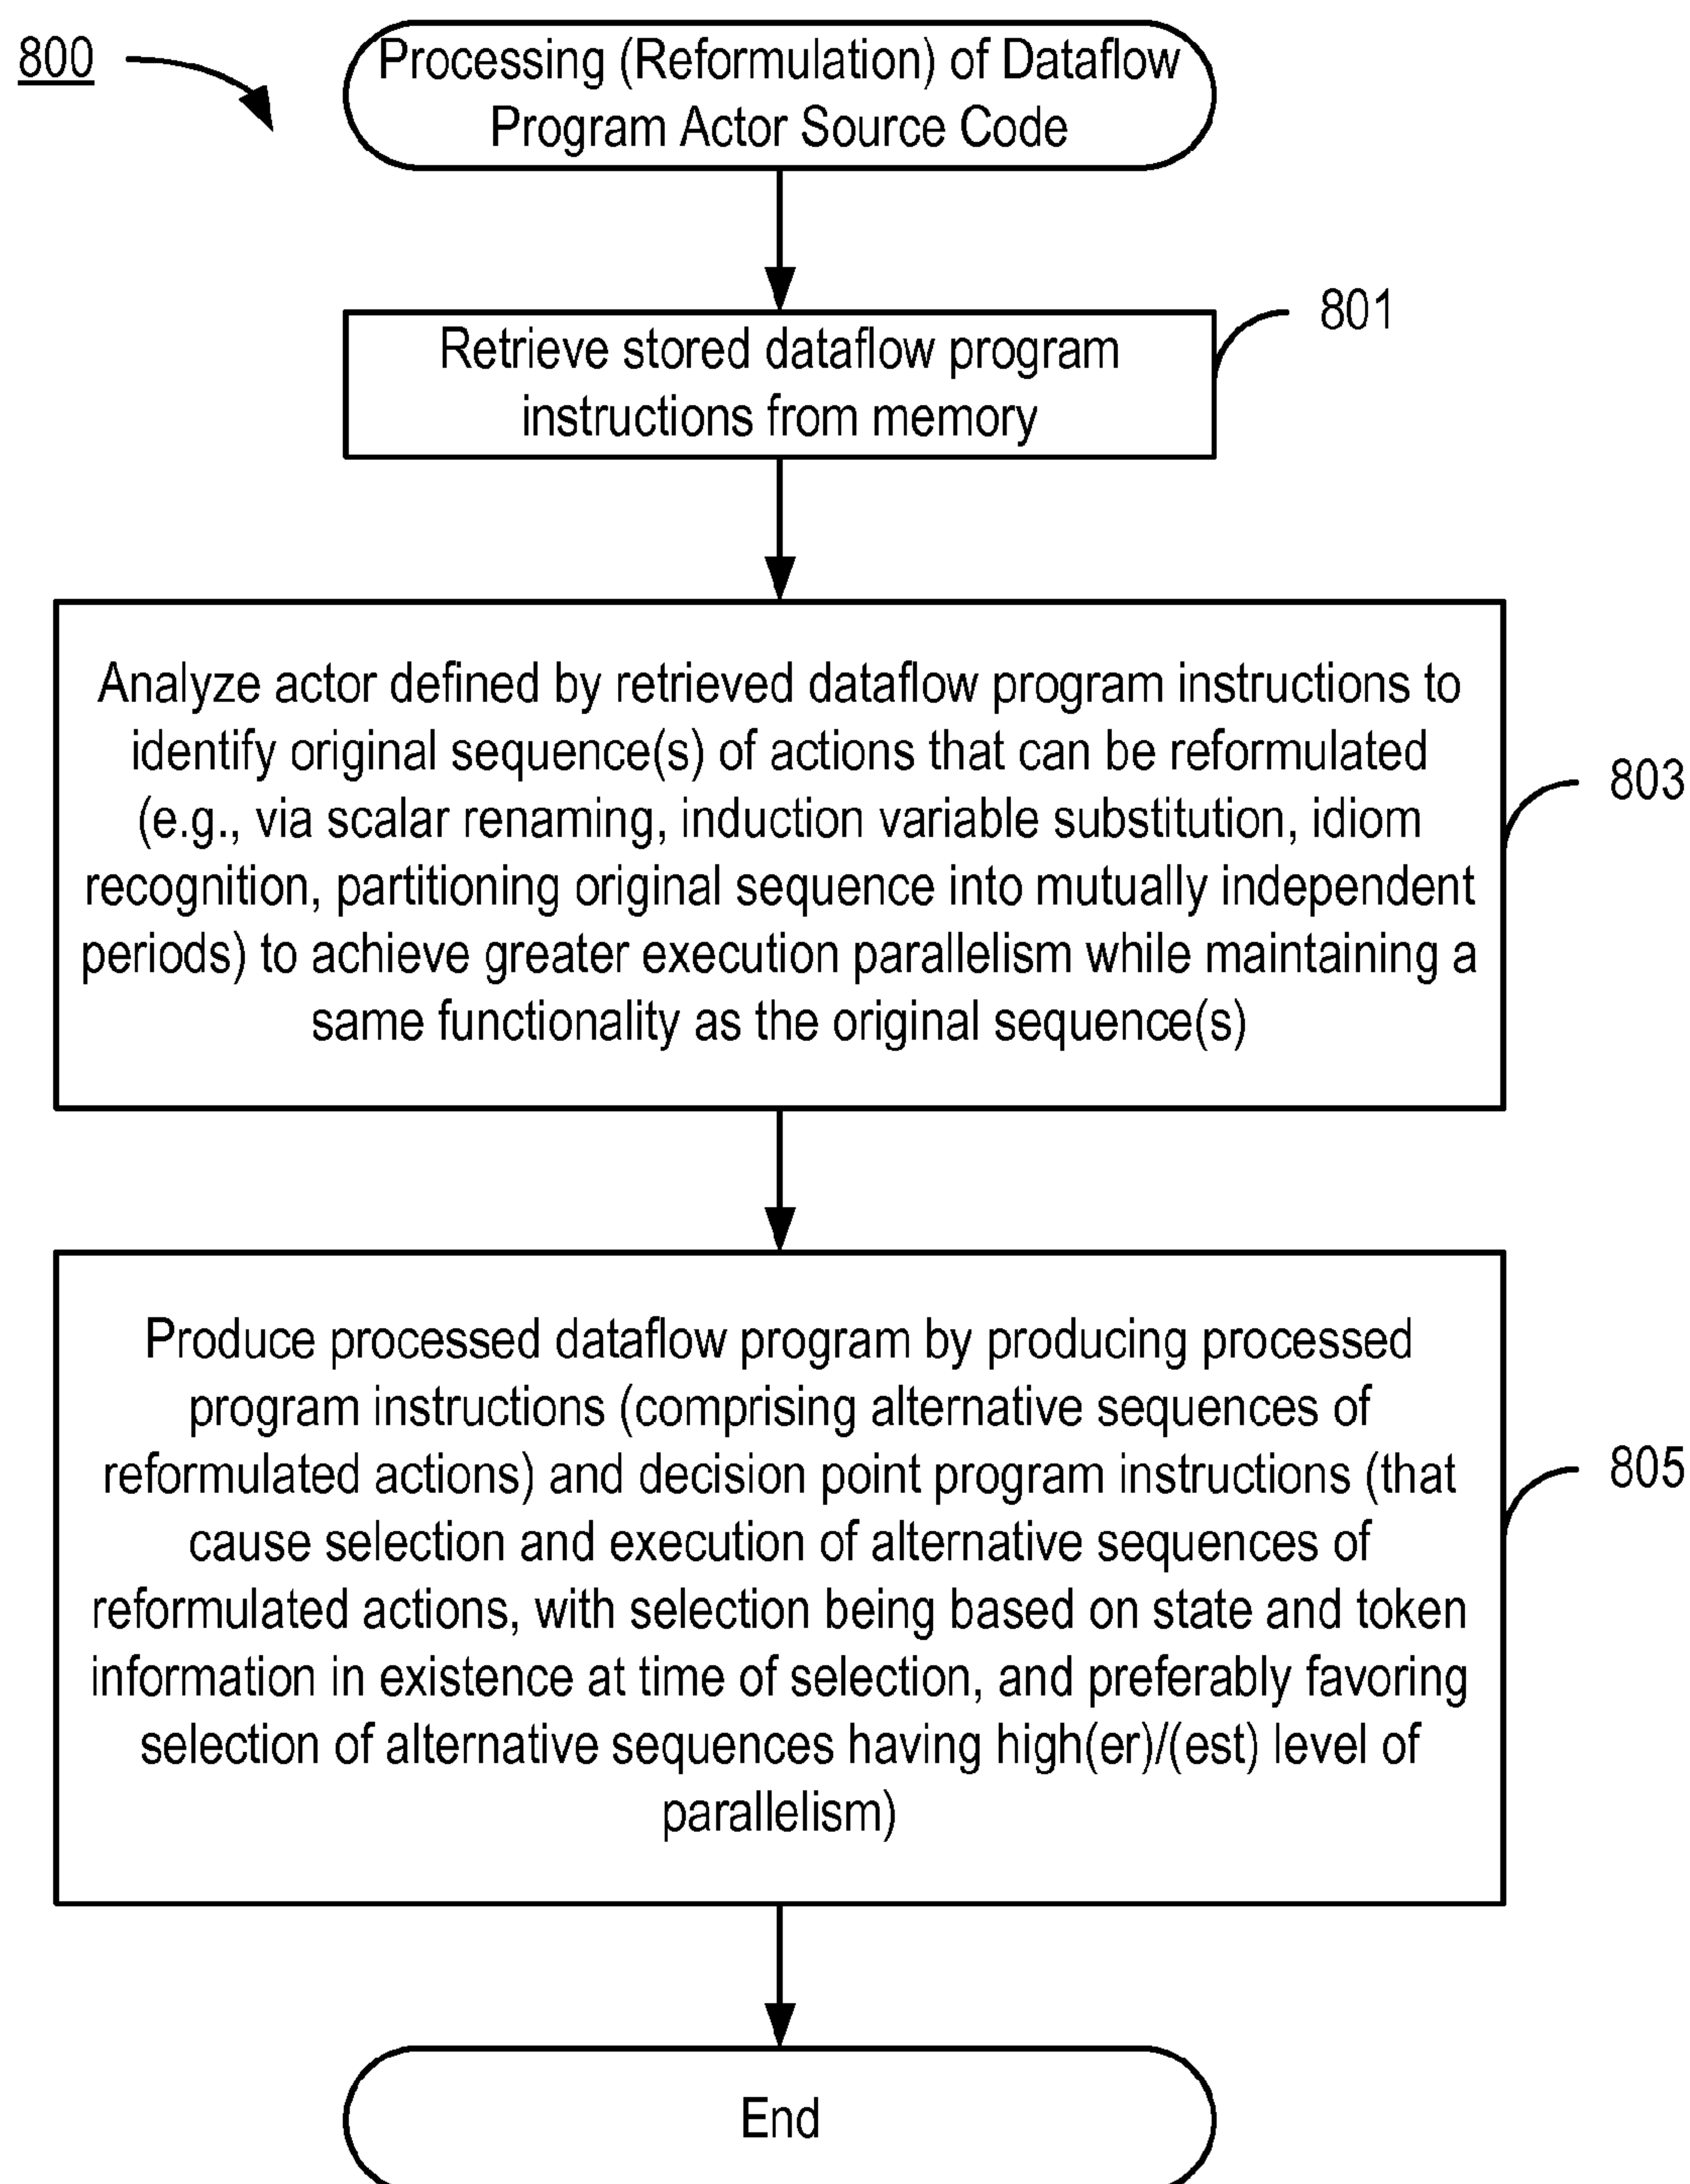 800
Processing (Reformulation) of Dataflow
Program Actor Source Code
801
Retrieve stored dataflow program
instructions from memory
Analyze actor defined by retrieved dataflow program instructions to
identify original sequence(s) of actions that can be reformulated
(e.g., via scalar renaming, induction variable substitution, idiom
recognition, partitioning original sequence into mutually independent
periods) to achieve greater execution parallelism while maintaining a
same functionality as the original sequence(s)
803
Produce processed dataflow program by producing processed
program instructions (comprising alternative sequences of
reformulated actions) and decision point program instructions (that
cause selection and execution of alternative sequences of
reformulated actions, with selection being based on state and token
information in existence at time of selection, and preferably favoring
selection of alternative sequences having high(er)/(est) level of
parallelism)
805
End